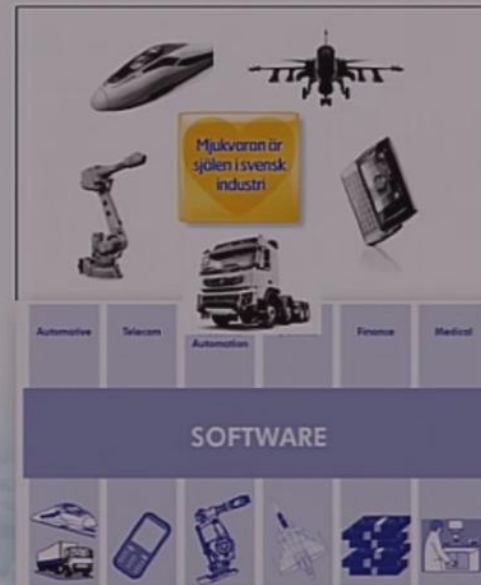 Mjukvaran är
själen i svensk
industri
Automotive
Telecom
Automation
Finance
Medical
SOFTWARE